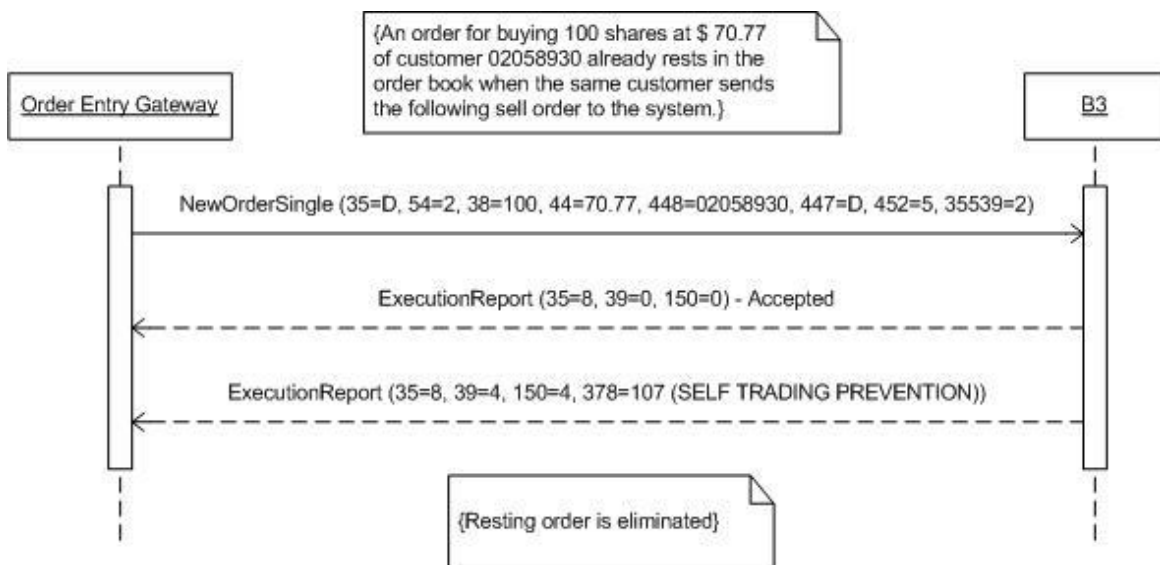 {An order for buying 100 shares at $ 70.77
of customer 02058930 already rests in the
order book when the same customer sends
the following sell order to the system.}
Order Entry Gateway
B3
NewOrderSingle (35=D, 54=2, 38=100, 44=70.77, 448=02058930, 447=D, 452=5, 35539=2)
ExecutionReport (35=8, 39=0, 150=0) - Accepted
ExecutionReport (35=8, 39=4, 150=4, 378=107 (SELF TRADING PREVENTION))
{Resting order is eliminated}